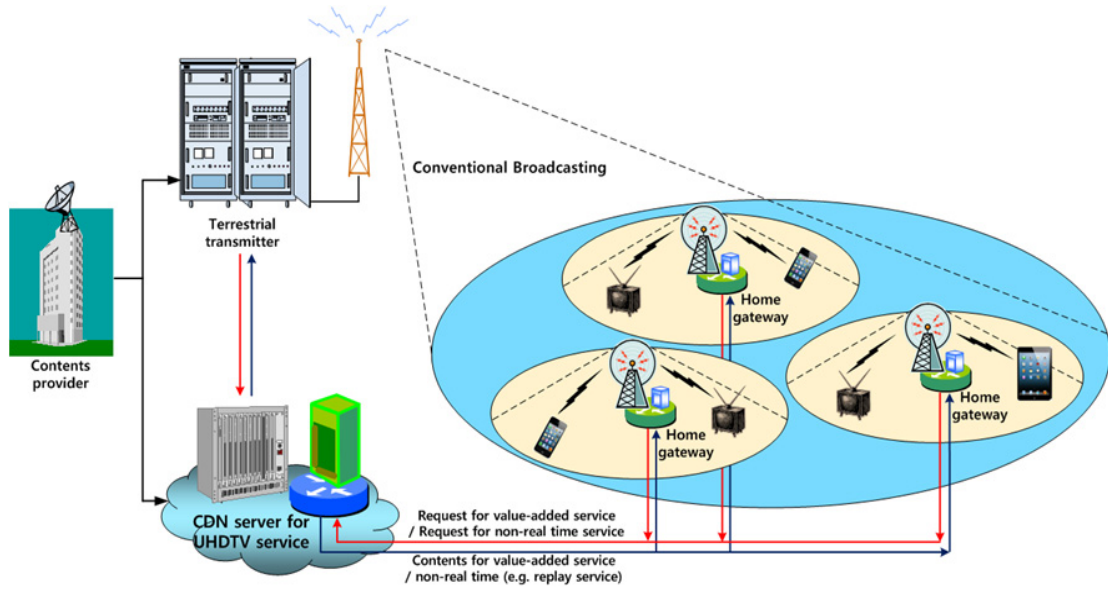 Conventional Broadcasting
Terrestrial
transmitter
Contents
provider
Home
gateway
Home
gateway
Home
gateway
CDN server for
UHDTV service
Request for value-added service
/ Request for non-real time service
Contents for value-added service
/ non-real time (e.g. replay service)